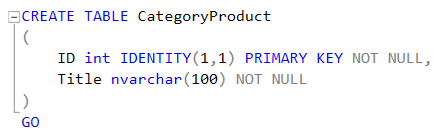 CREATE TABLE CategoryProduct
(
    ID int IDENTITY(1,1) PRIMARY KEY NOT NULL,
    Title nvarchar(100) NOT NULL
)
GO